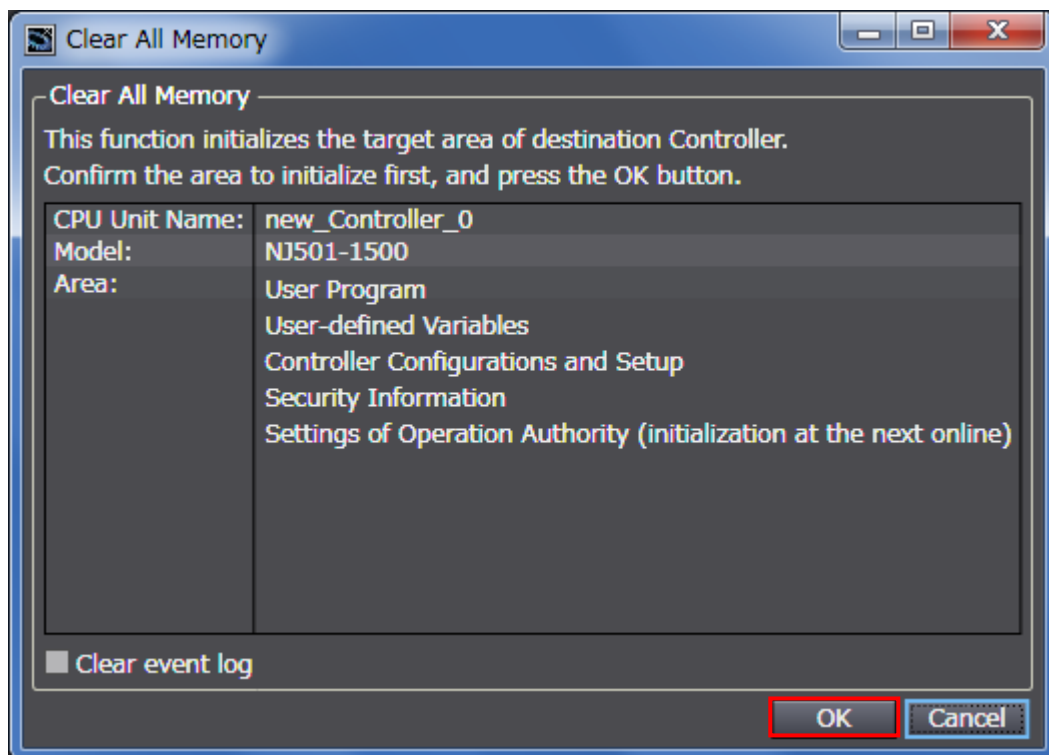 Clear All Memory
Clear All Memory
This function initializes the target area of destination Controller.
Confirm the area to initialize first, and press the OK button.
CPU Unit Name: new_Controller_0
Model: NJ501-1500
Area: User Program
User-defined Variables
Controller Configurations and Setup
Security Information
Settings of Operation Authority (initialization at the next online)
Clear event log
OK Cancel